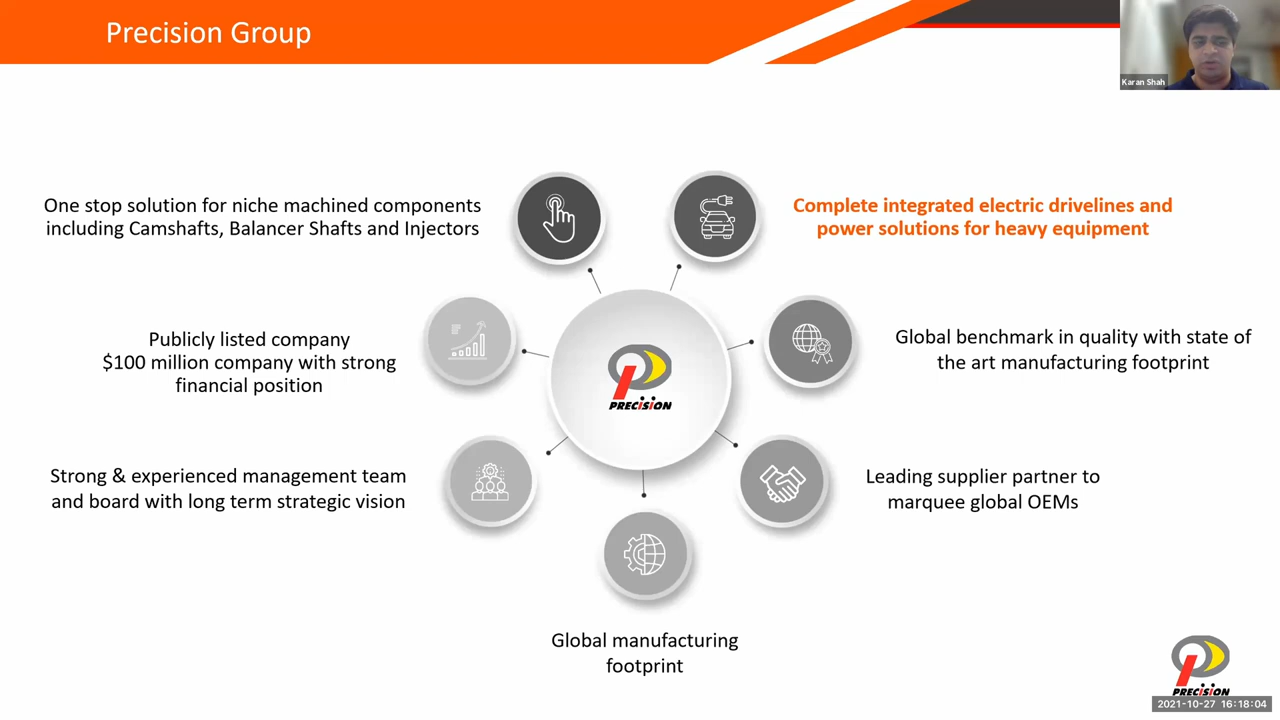 Precision Group
Karan Shah
One stop solution for niche machined components
including Camshafts, Balancer Shafts and Injectors
Complete integrated electric drivelines and
power solutions for heavy equipment
Publicly listed company
$100 million company with strong
financial position
Global benchmark in quality with state of
the art manufacturing footprint
PRECISION
Strong & experienced management team
and board with long term strategic vision
Leading supplier partner to
marquee global OEMs
Global manufacturing
footprint
PRECISION
2021-10-27 16:18:04